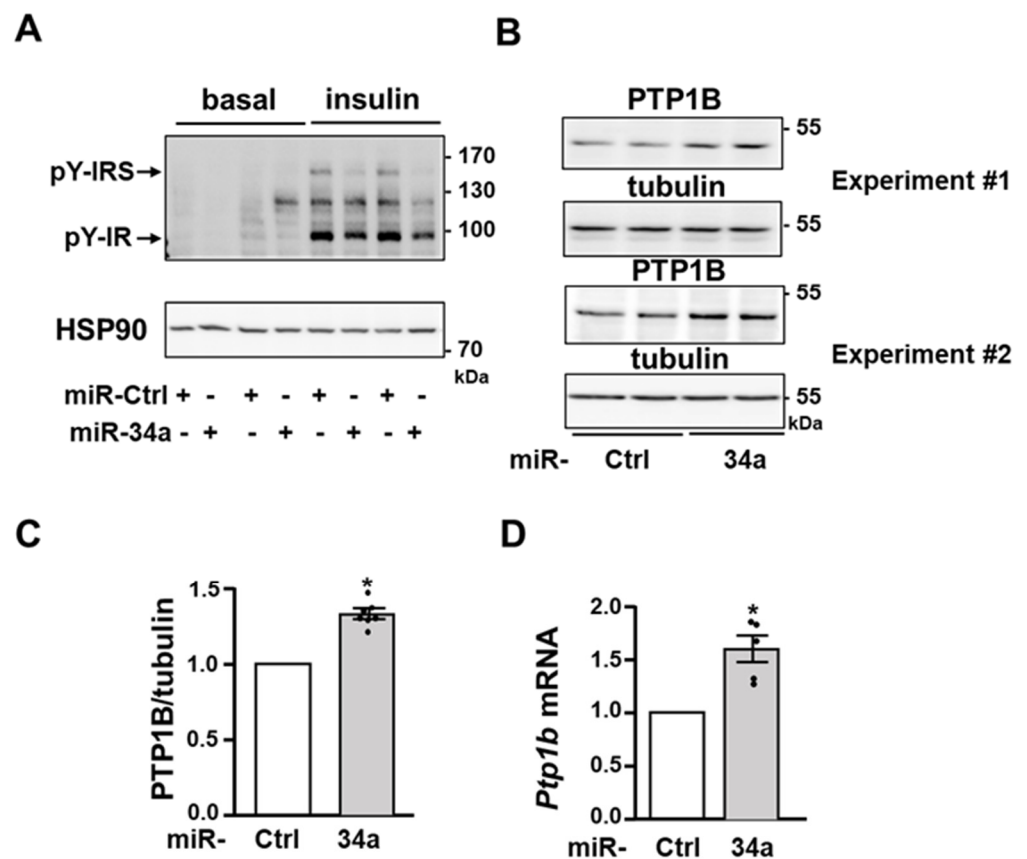 A
basal insulin
pY-IRS
170
130
pY-IR
100
HSP90
70
kDa
miR-Ctrl + - + - + - + -
miR-34a - + - + - + - +
B
PTP1B
55
Experiment #1
tubulin
55
PTP1B
55
Experiment #2
tubulin
55
kDa
miR- Ctrl 34a
C
PTP1B/tubulin
1.5
1.0
0.5
0.0
*
miR- Ctrl 34a
D
Ptp1b mRNA
2.0
1.5
1.0
0.5
0.0
*
miR- Ctrl 34a